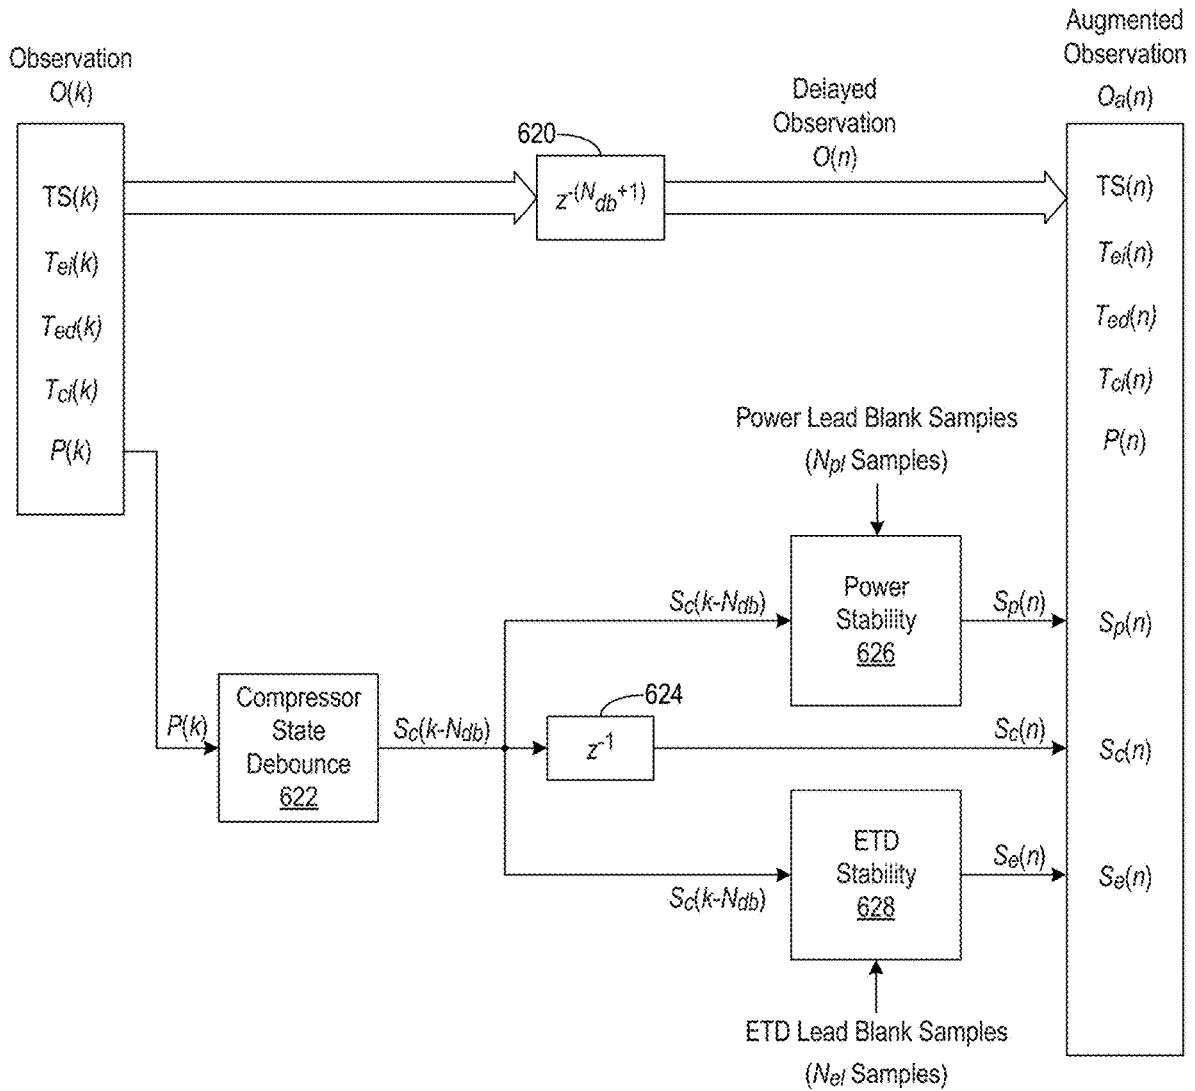 Observation
O(k)
TS(k)
Tei(k)
Ted(k)
Tci(k)
P(k)
620
z-(Ndb+1)
Delayed
Observation
O(n)
Augmented
Observation
Oa(n)
TS(n)
Tei(n)
Ted(n)
Tci(n)
P(n)
Sp(n)
Sc(n)
Se(n)
Power Lead Blank Samples
(Npl Samples)
P(k)
Compressor
State
Debounce
622
Sc(k-Ndb)
Sc(k-Ndb)
Power
Stability
626
Sp(n)
624
z-1
Sc(n)
Sc(k-Ndb)
ETD
Stability
628
Se(n)
ETD Lead Blank Samples
(Nel Samples)